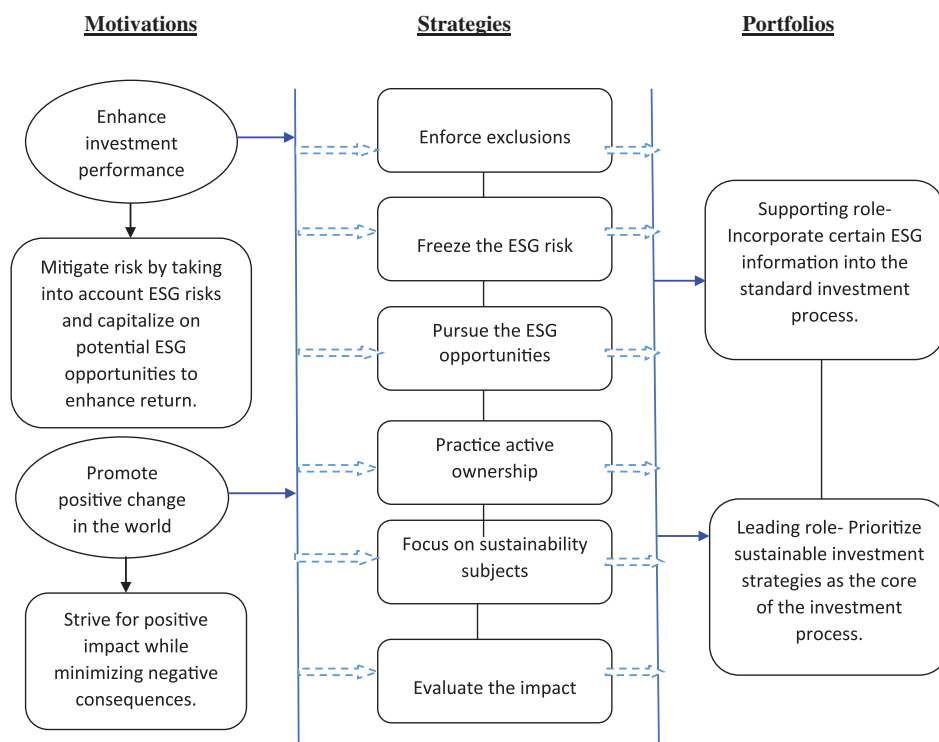 Motivations
Strategies
Portfolios
Enhance
investment
performance
Mitigate risk by taking
into account ESG risks
and capitalize on
potential ESG
opportunities to
enhance return.
Promote
positive change
in the world
Strive for positive
impact while
minimizing negative
consequences.
Enforce exclusions
Freeze the ESG risk
Pursue the ESG
opportunities
Practice active
ownership
Focus on sustainability
subjects
Evaluate the impact
Supporting role-
Incorporate certain ESG
information into the
standard investment
process.
Leading role- Prioritize
sustainable investment
strategies as the core
of the investment
process.